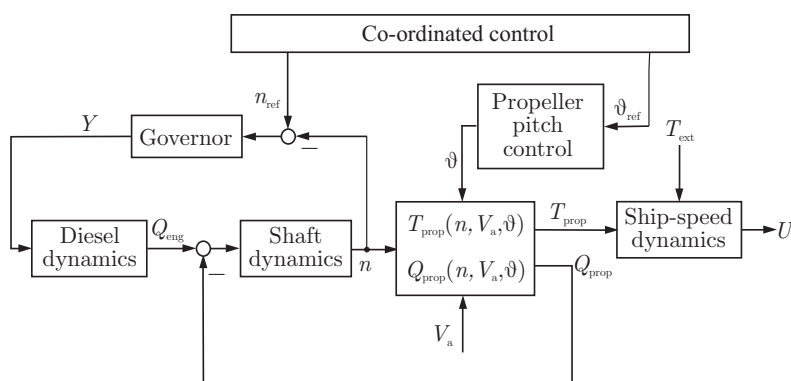 Co-ordinated control
n_ref
Propeller
pitch
control
ϑ_ref
Y
Governor
−
ϑ
T_ext
Diesel
dynamics
Q_eng
−
Shaft
dynamics
n
T_prop(n, V_a,ϑ)
Q_prop(n, V_a,ϑ)
T_prop
Q_prop
Ship-speed
dynamics
U
V_a